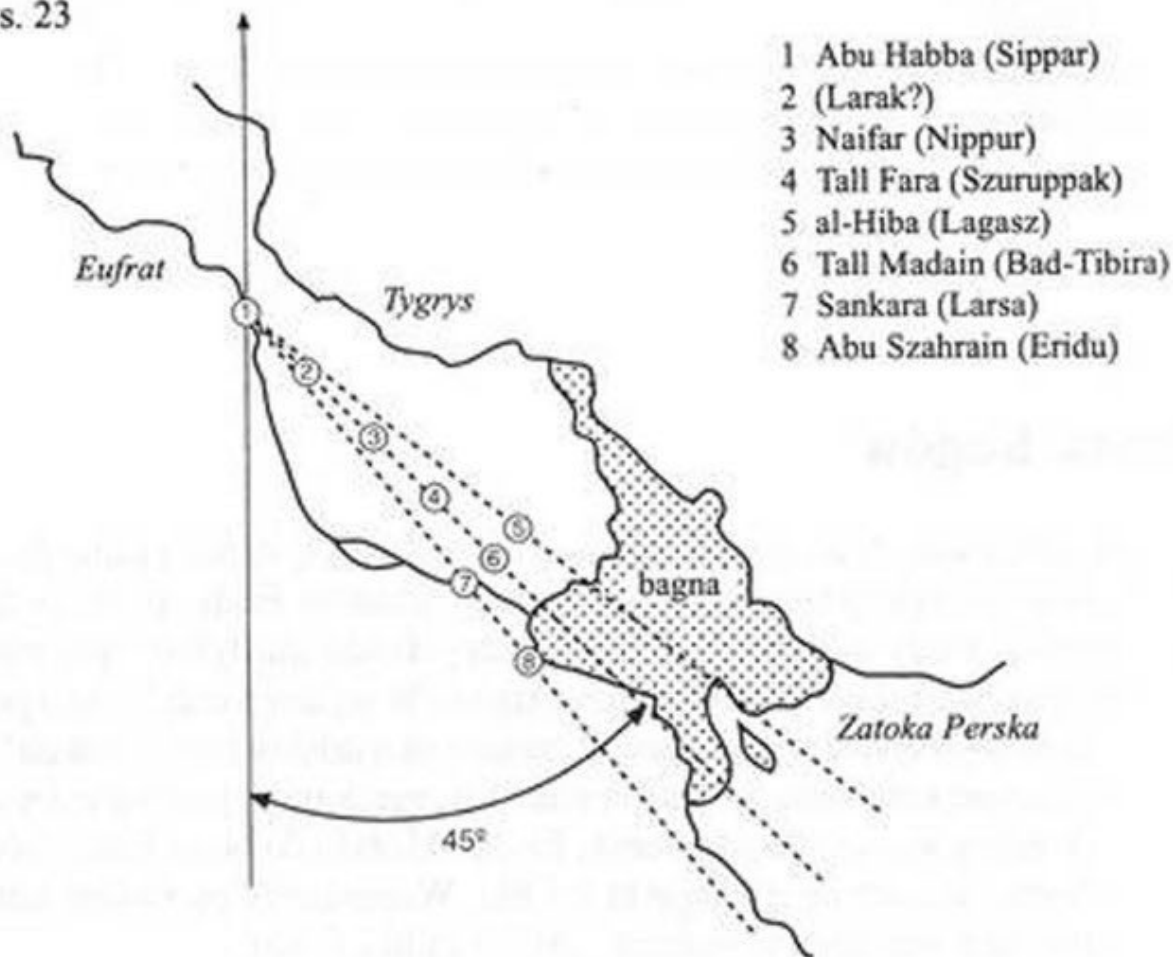 s. 23
1 Abu Habba (Sippar)
2 (Larak?)
3 Naifar (Nippur)
4 Tall Fara (Szuruppak)
5 al-Hiba (Lagasz)
6 Tall Madain (Bad-Tibira)
7 Sankara (Larsa)
8 Abu Szahrain (Eridu)
Eufrat
Tygrys
1
2
3
4
5
6
7
bagna
8
Zatoka Perska
45º